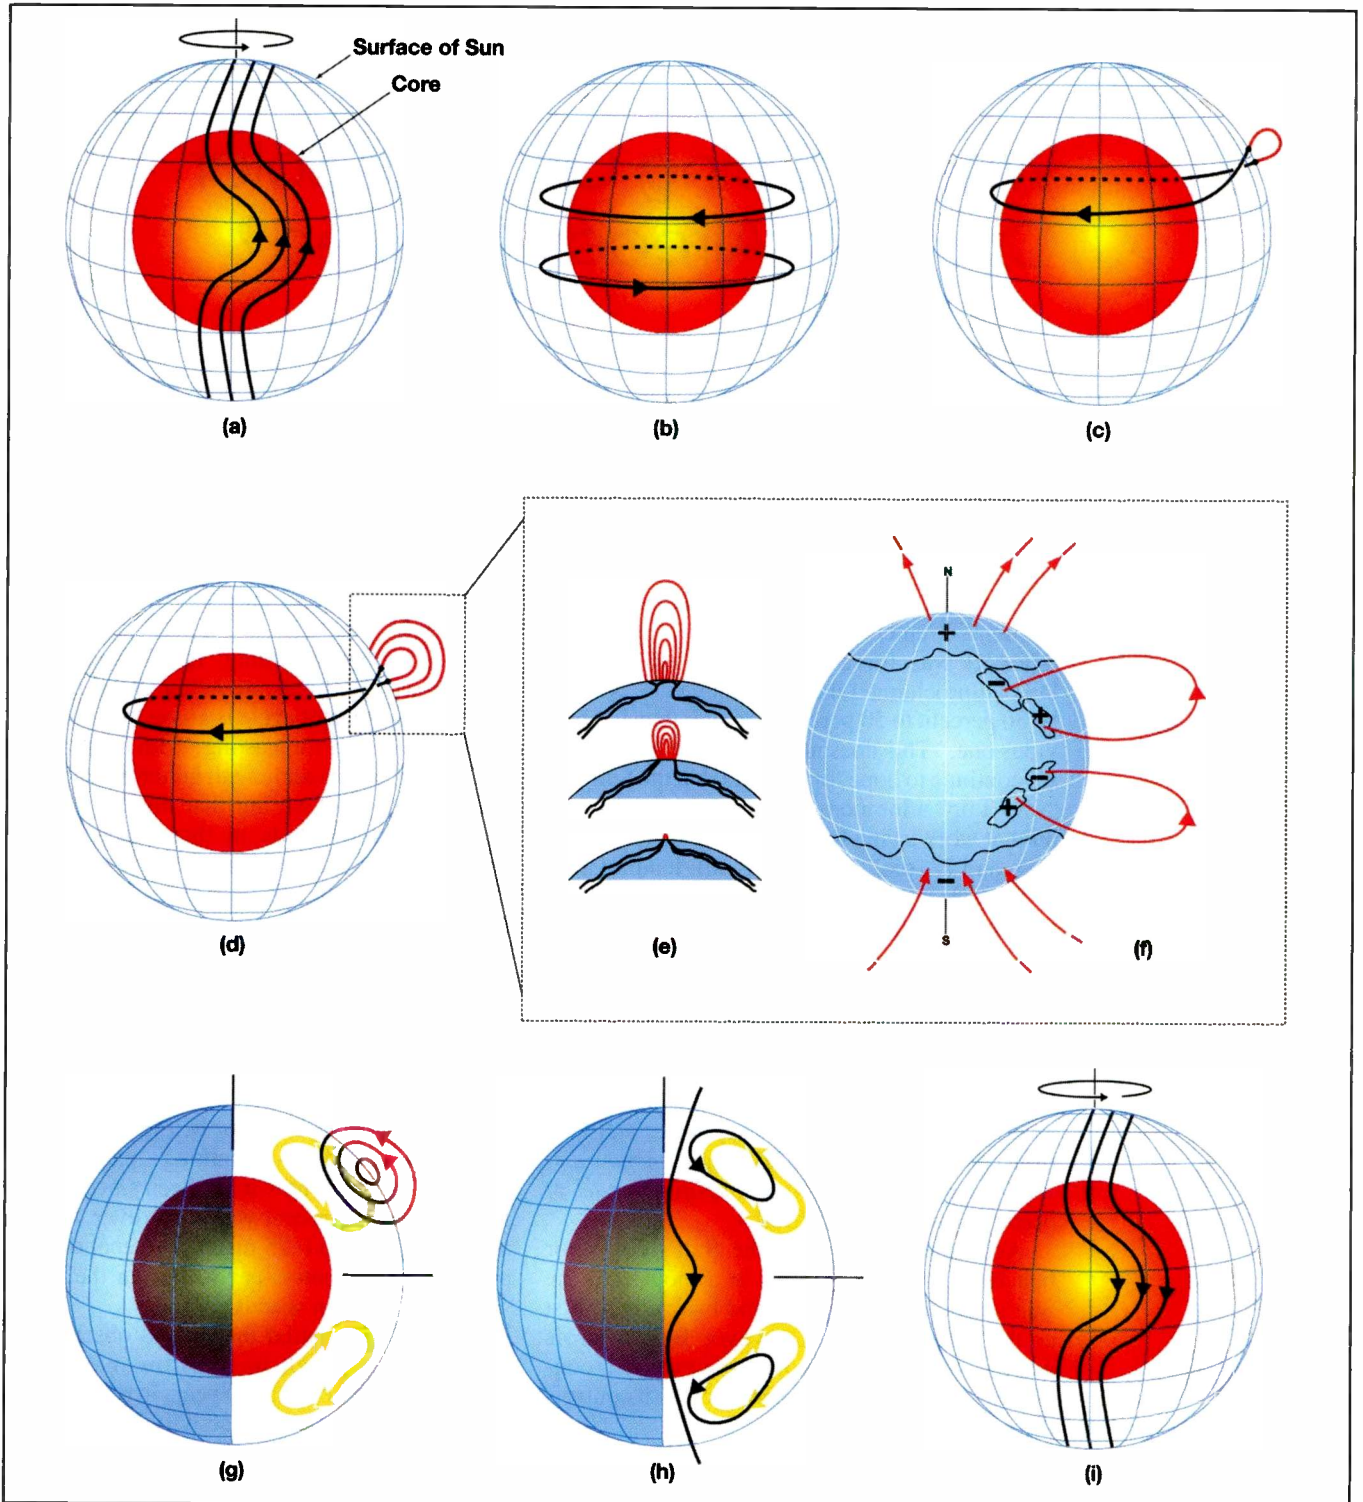 Surface of Sun
Core
(a)
(b)
(c)
(d)
N
+
−
+
−
+
−
S
(e)
(f)
(g)
(h)
(i)